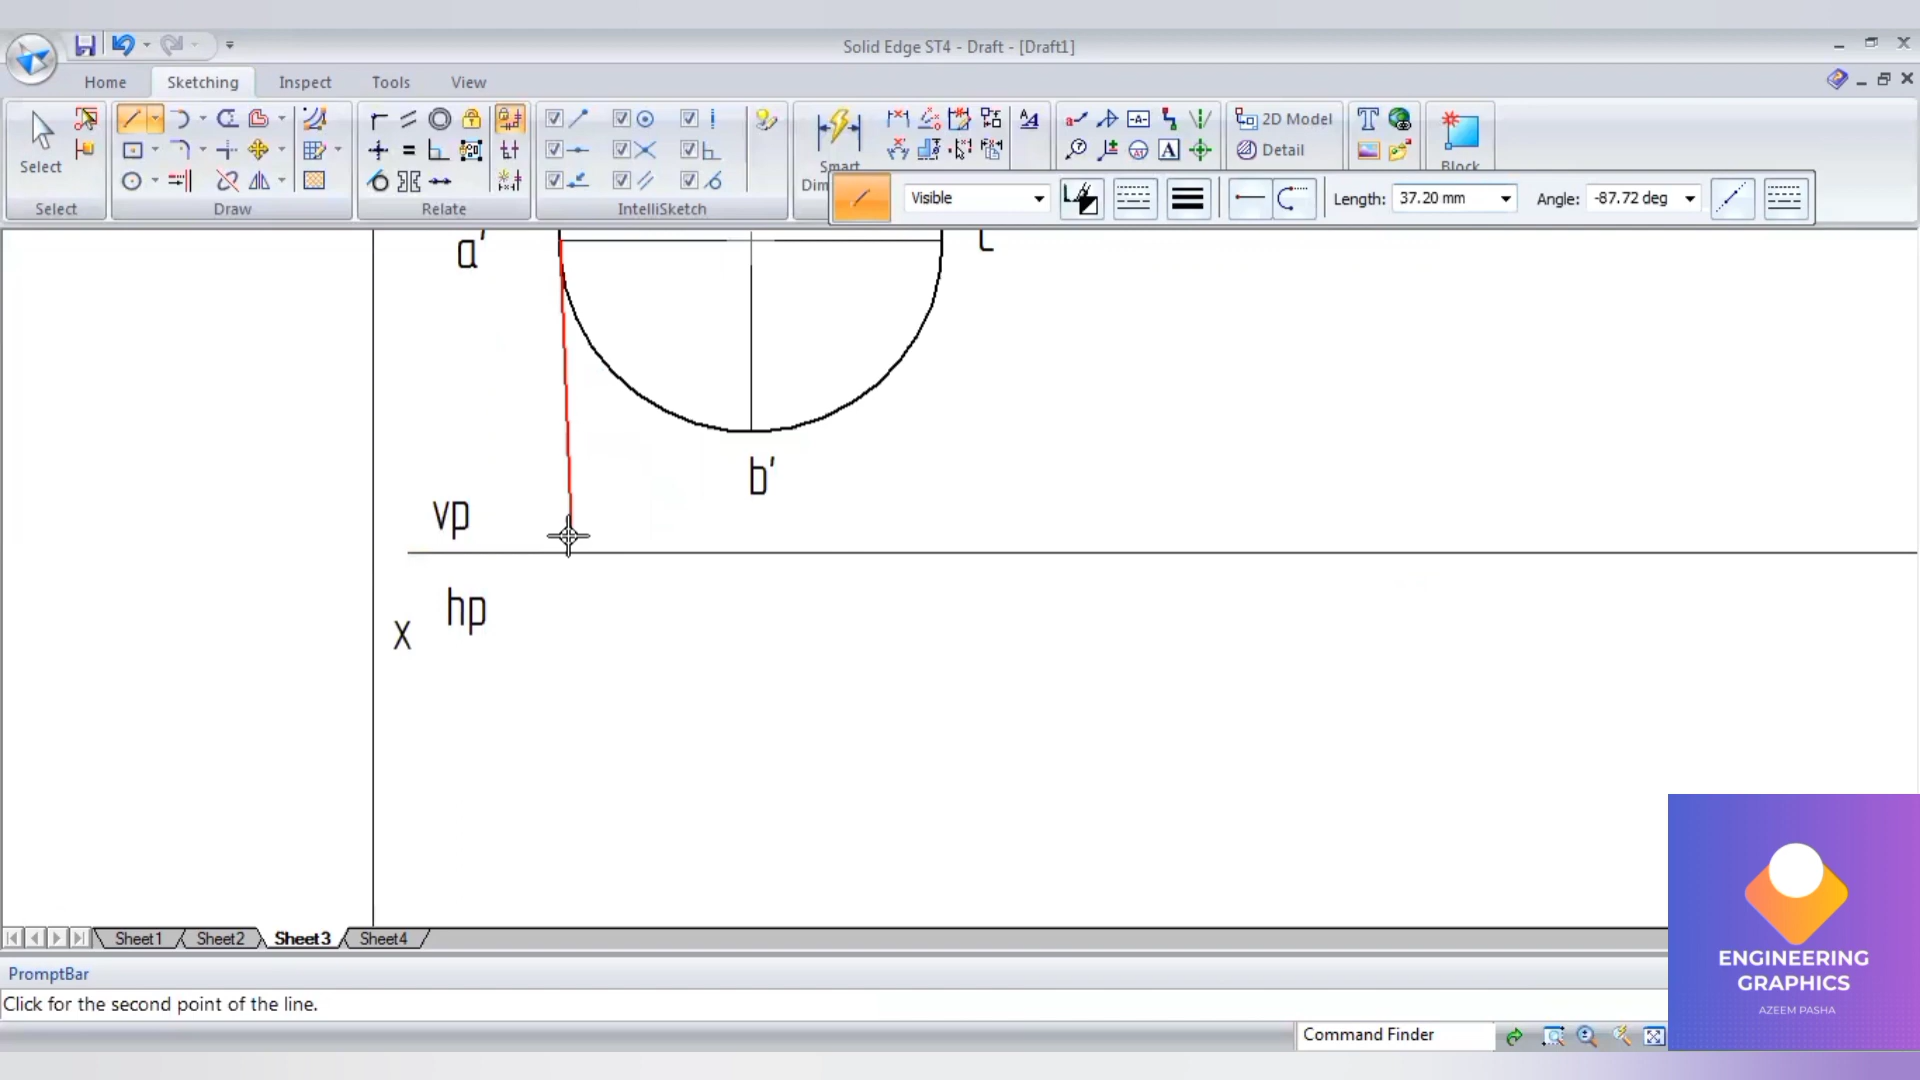 Solid Edge ST4 - Draft - [Draft1]
Home Sketching Inspect Tools View
Select
Smart
Dim
2D Model
Detail
A
Block
Select Draw Relate IntelliSketch
Visible
Length: 37.20 mm
Angle: -87.72 deg
a'
b'
vp
hp
X
Sheet1 Sheet2 Sheet3 Sheet4
PromptBar
Click for the second point of the line.
Command Finder
ENGINEERING
GRAPHICS
AZEEM PASHA